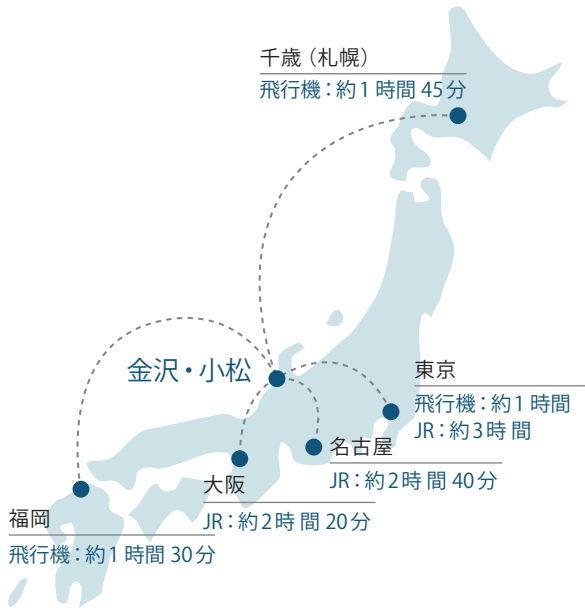 千歳（札幌）
飛行機：約1時間45分
金沢・小松
東京
飛行機：約1時間
JR：約3時間
名古屋
JR：約2時間40分
大阪
JR：約2時間20分
福岡
飛行機：約1時間30分